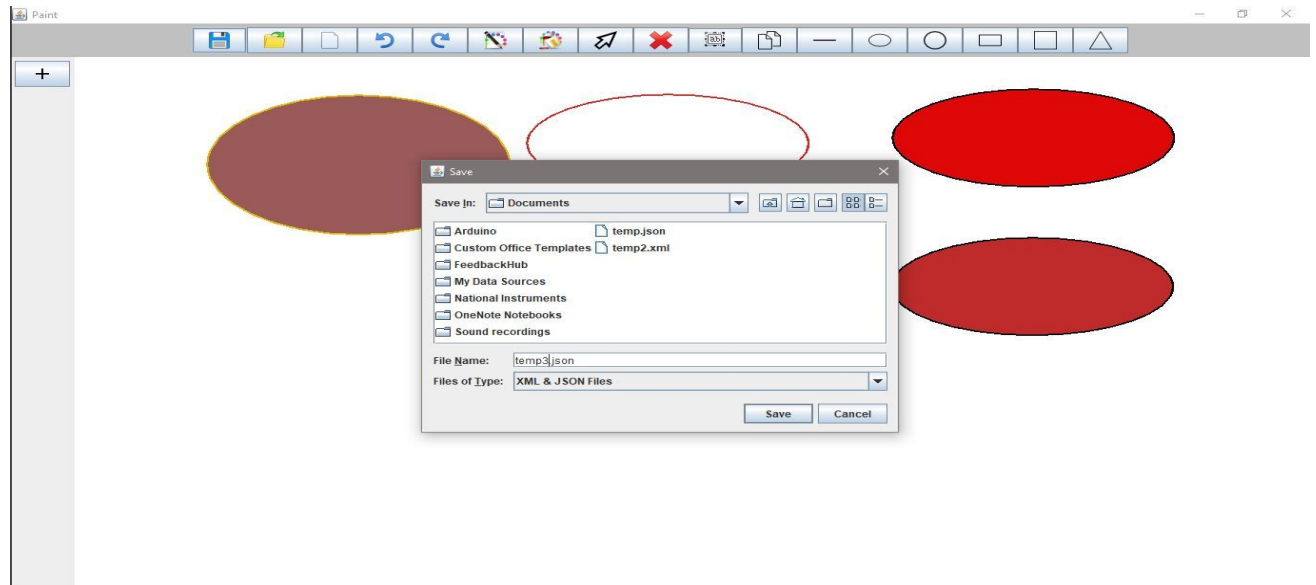 Paint
ab
+
Save
Save In: Documents
Arduino temp.json
Custom Office Templates temp2.xml
FeedbackHub
My Data Sources
National Instruments
OneNote Notebooks
Sound recordings
File Name: temp3.json
Files of Type: XML & JSON Files
Save Cancel